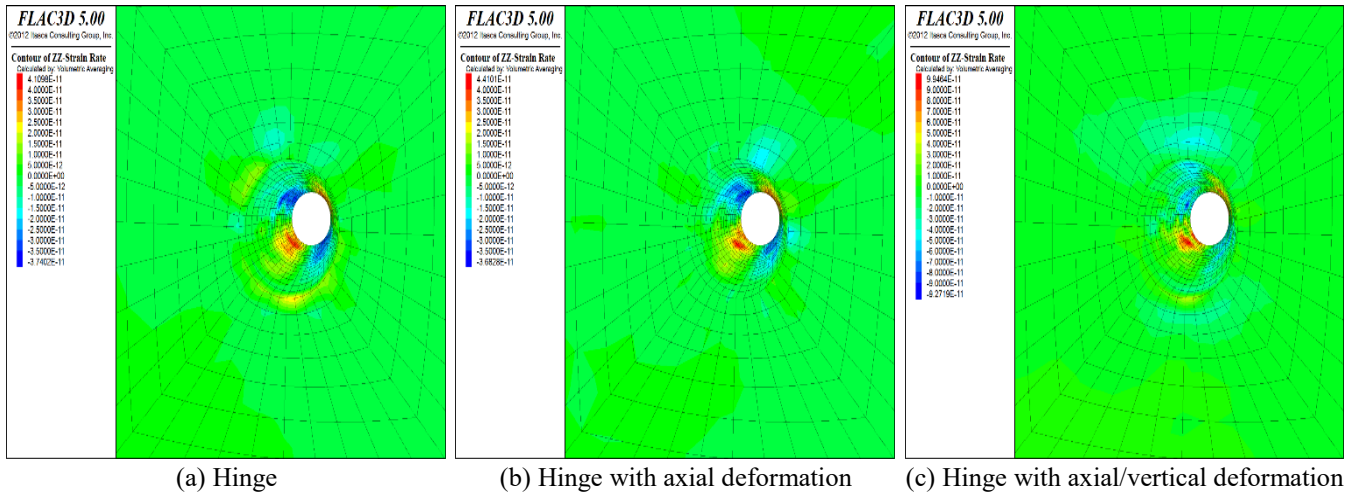 FLAC3D 5.00
©2012 Itasca Consulting Group, Inc.
Contour of ZZ-Strain Rate
Calculated by: Volumetric Averaging
4.1098E-11
4.0000E-11
3.5000E-11
3.0000E-11
2.5000E-11
2.0000E-11
1.5000E-11
1.0000E-11
5.0000E-12
0.0000E+00
-5.0000E-12
-1.0000E-11
-1.5000E-11
-2.0000E-11
-2.5000E-11
-3.0000E-11
-3.5000E-11
-3.7402E-11
(a) Hinge
FLAC3D 5.00
©2012 Itasca Consulting Group, Inc.
Contour of ZZ-Strain Rate
Calculated by: Volumetric Averaging
4.4101E-11
4.0000E-11
3.5000E-11
3.0000E-11
2.5000E-11
2.0000E-11
1.5000E-11
1.0000E-11
5.0000E-12
0.0000E+00
-5.0000E-12
-1.0000E-11
-1.5000E-11
-2.0000E-11
-2.5000E-11
-3.0000E-11
-3.5000E-11
-3.6828E-11
(b) Hinge with axial deformation
FLAC3D 5.00
©2012 Itasca Consulting Group, Inc.
Contour of ZZ-Strain Rate
Calculated by: Volumetric Averaging
9.9464E-11
9.0000E-11
8.0000E-11
7.0000E-11
6.0000E-11
5.0000E-11
4.0000E-11
3.0000E-11
2.0000E-11
1.0000E-11
0.0000E+00
-1.0000E-11
-2.0000E-11
-3.0000E-11
-4.0000E-11
-5.0000E-11
-6.0000E-11
-7.0000E-11
-8.0000E-11
-9.0000E-11
-9.2719E-11
(c) Hinge with axial/vertical deformation